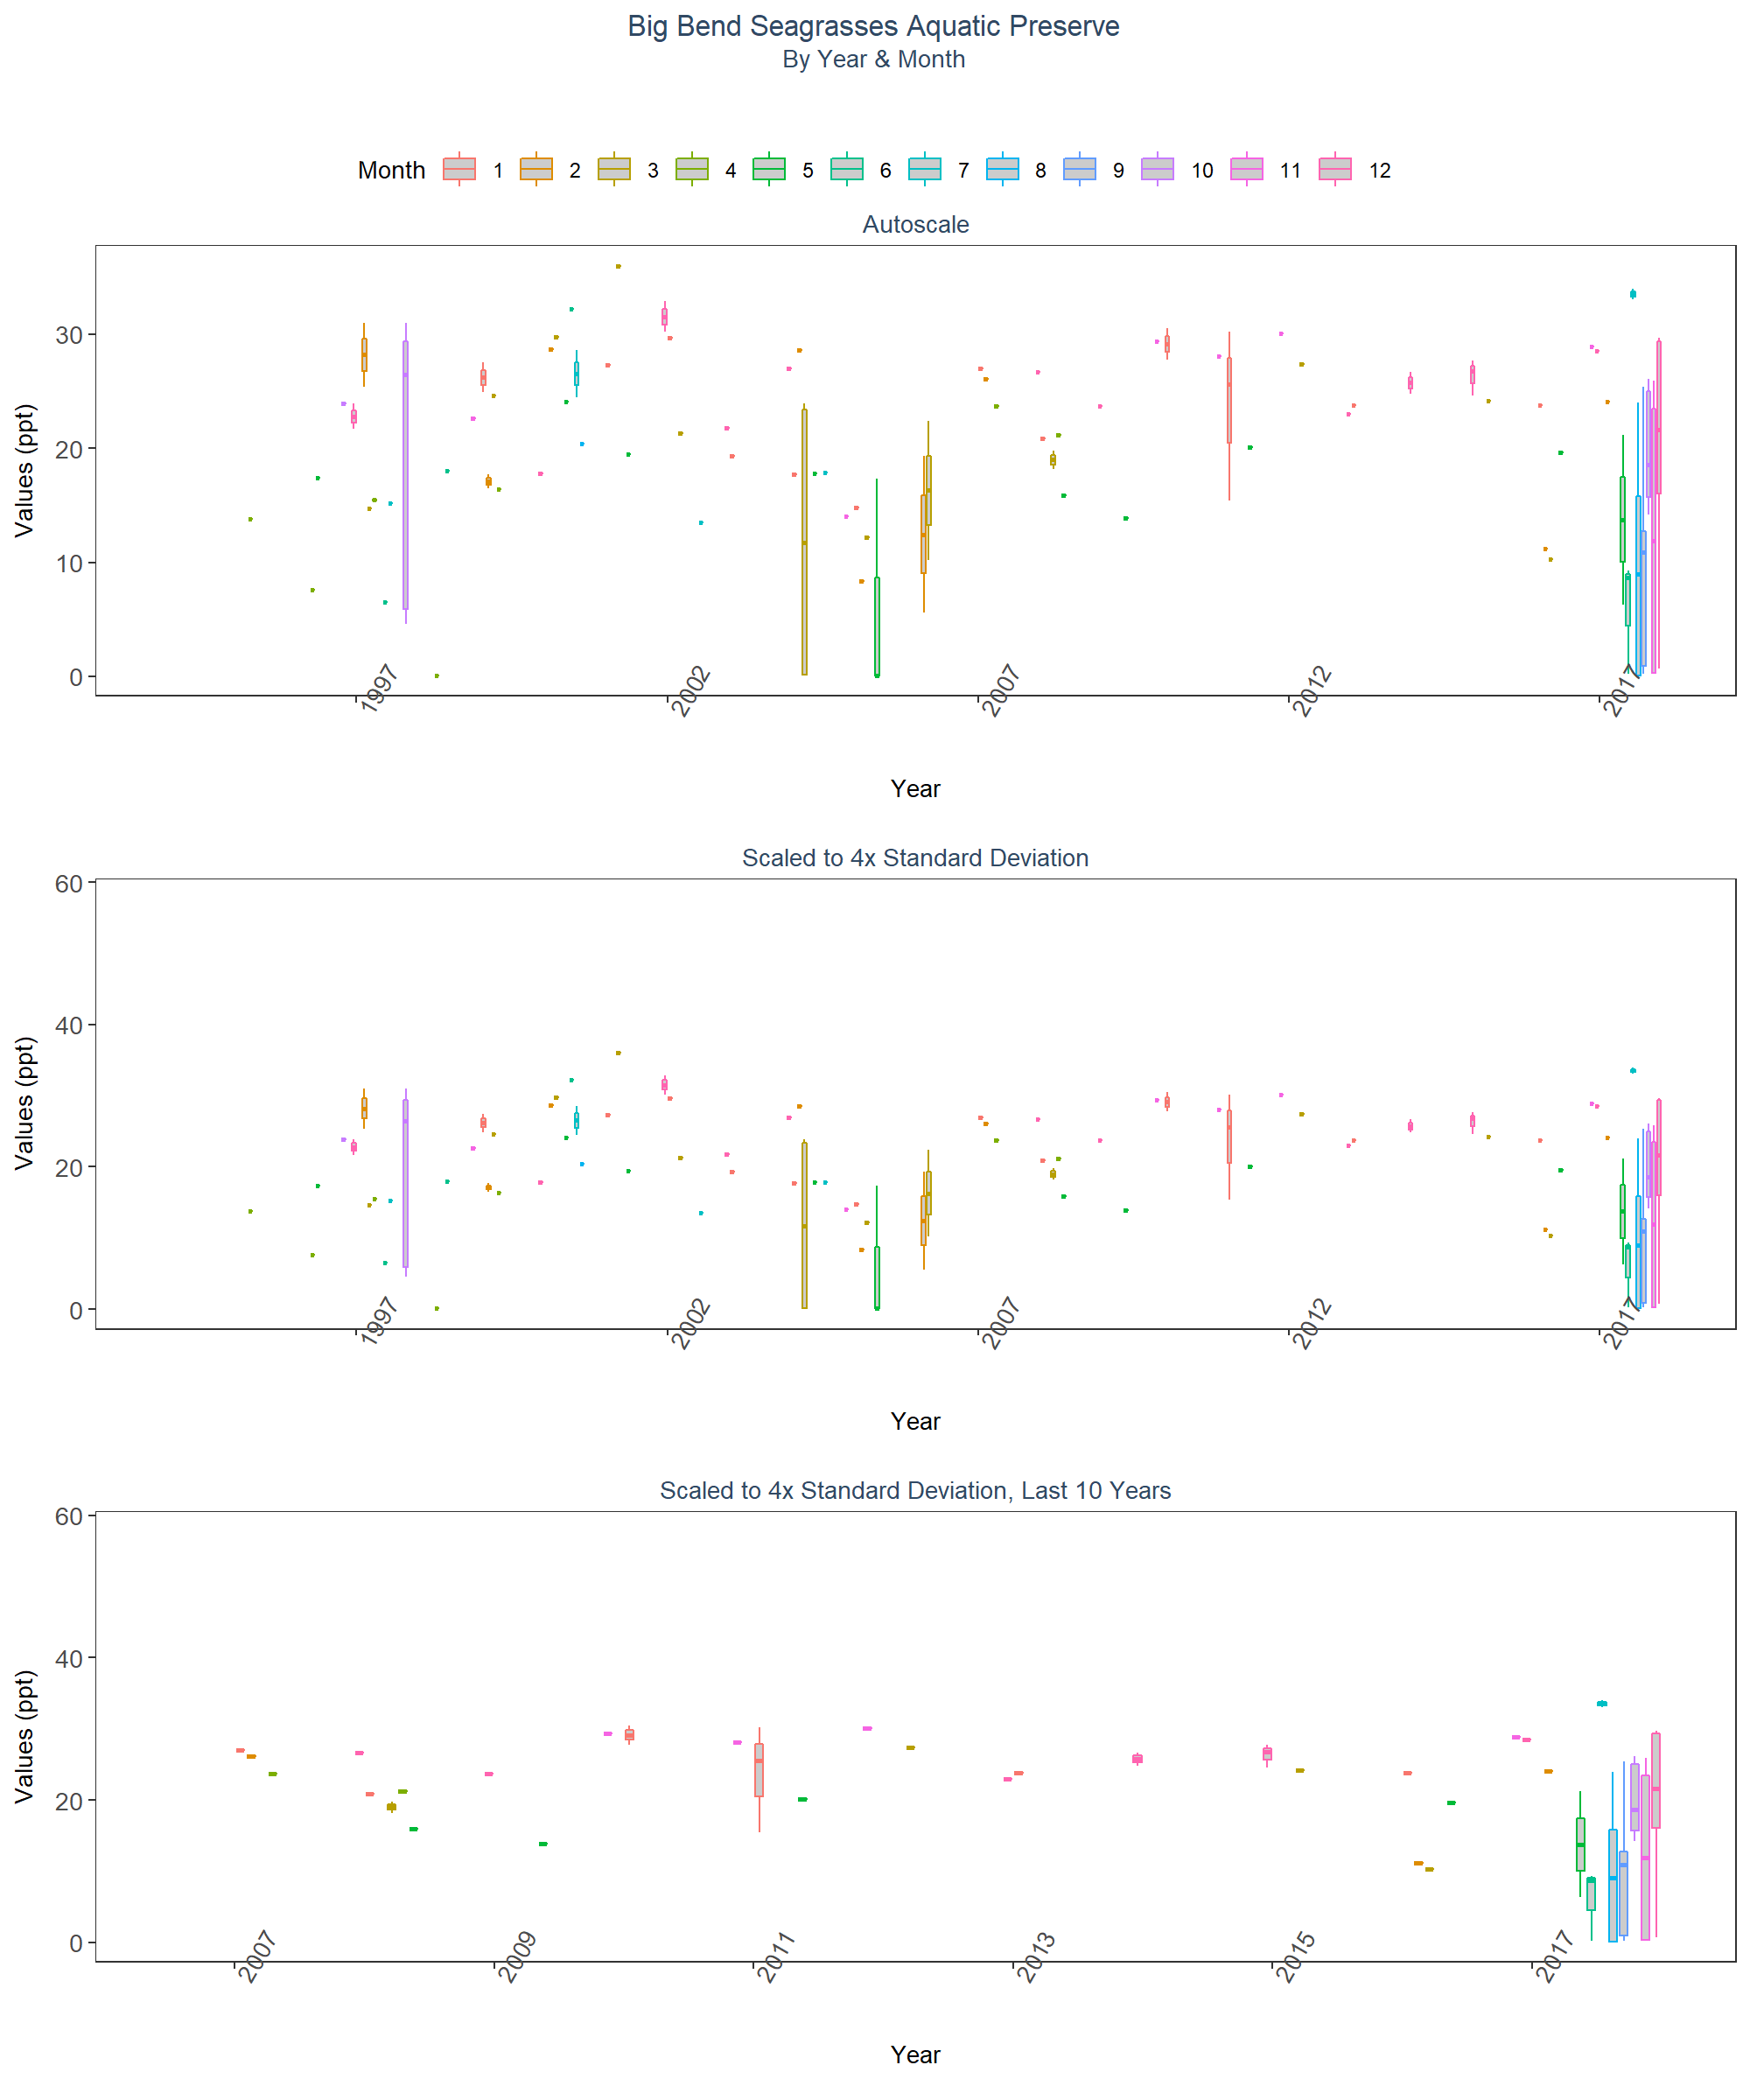 Big Bend Seagrasses Aquatic Preserve
By Year & Month
Month 1 2 3 4 5 6 7 8 9 10 11 12
Autoscale
Values (ppt)
30
20
10
0
1997 2002 2007 2012 2017
Year
Scaled to 4x Standard Deviation
Values (ppt)
60
40
20
0
1997 2002 2007 2012 2017
Year
Scaled to 4x Standard Deviation, Last 10 Years
Values (ppt)
60
40
20
0
2007 2009 2011 2013 2015 2017
Year